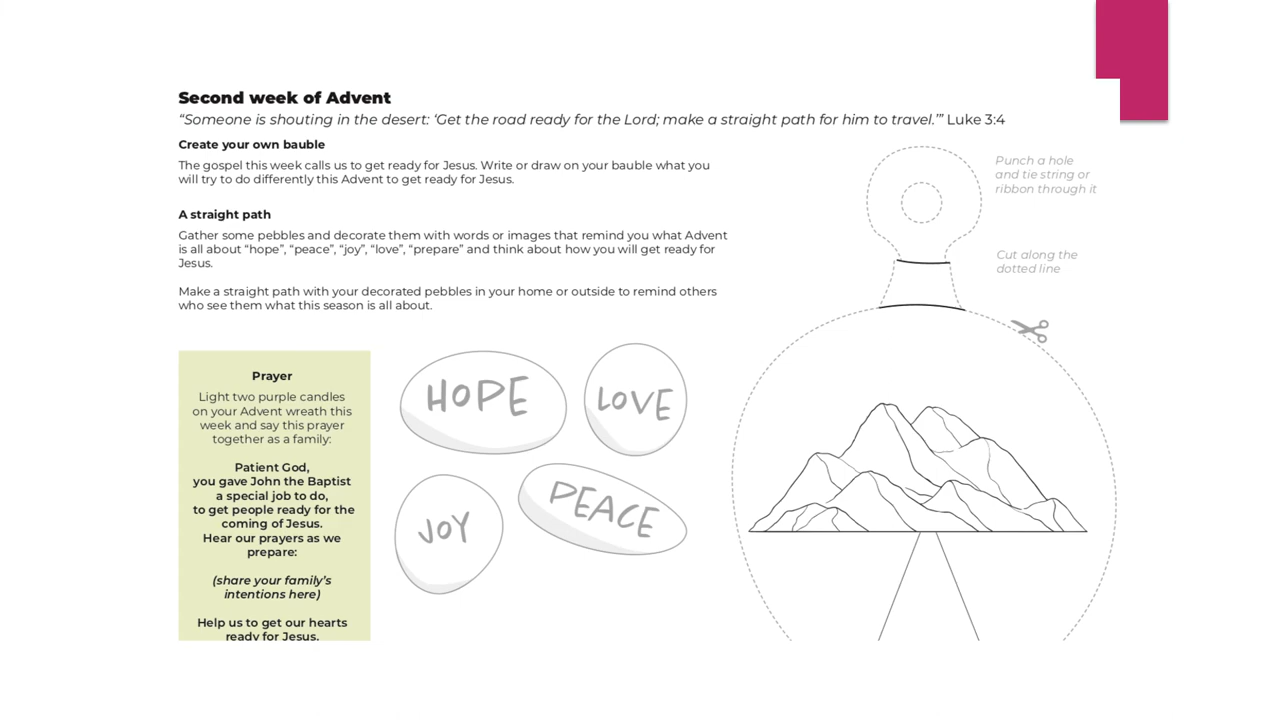 Second week of Advent
“Someone is shouting in the desert: ‘Get the road ready for the Lord; make a straight path for him to travel.’” Luke 3:4
Create your own bauble
The gospel this week calls us to get ready for Jesus. Write or draw on your bauble what you
will try to do differently this Advent to get ready for Jesus.
A straight path
Gather some pebbles and decorate them with words or images that remind you what Advent
is all about “hope”, “peace”, “joy”, “love”, “prepare” and think about how you will get ready for
Jesus.
Make a straight path with your decorated pebbles in your home or outside to remind others
who see them what this season is all about.
Prayer
Light two purple candles
on your Advent wreath this
week and say this prayer
together as a family:
Patient God,
you gave John the Baptist
a special job to do,
to get people ready for the
coming of Jesus.
Hear our prayers as we
prepare:
(share your family’s
intentions here)
Help us to get our hearts
ready for Jesus.
HOPE
LOVE
JOY
PEACE
Punch a hole
and tie string or
ribbon through it
Cut along the
dotted line